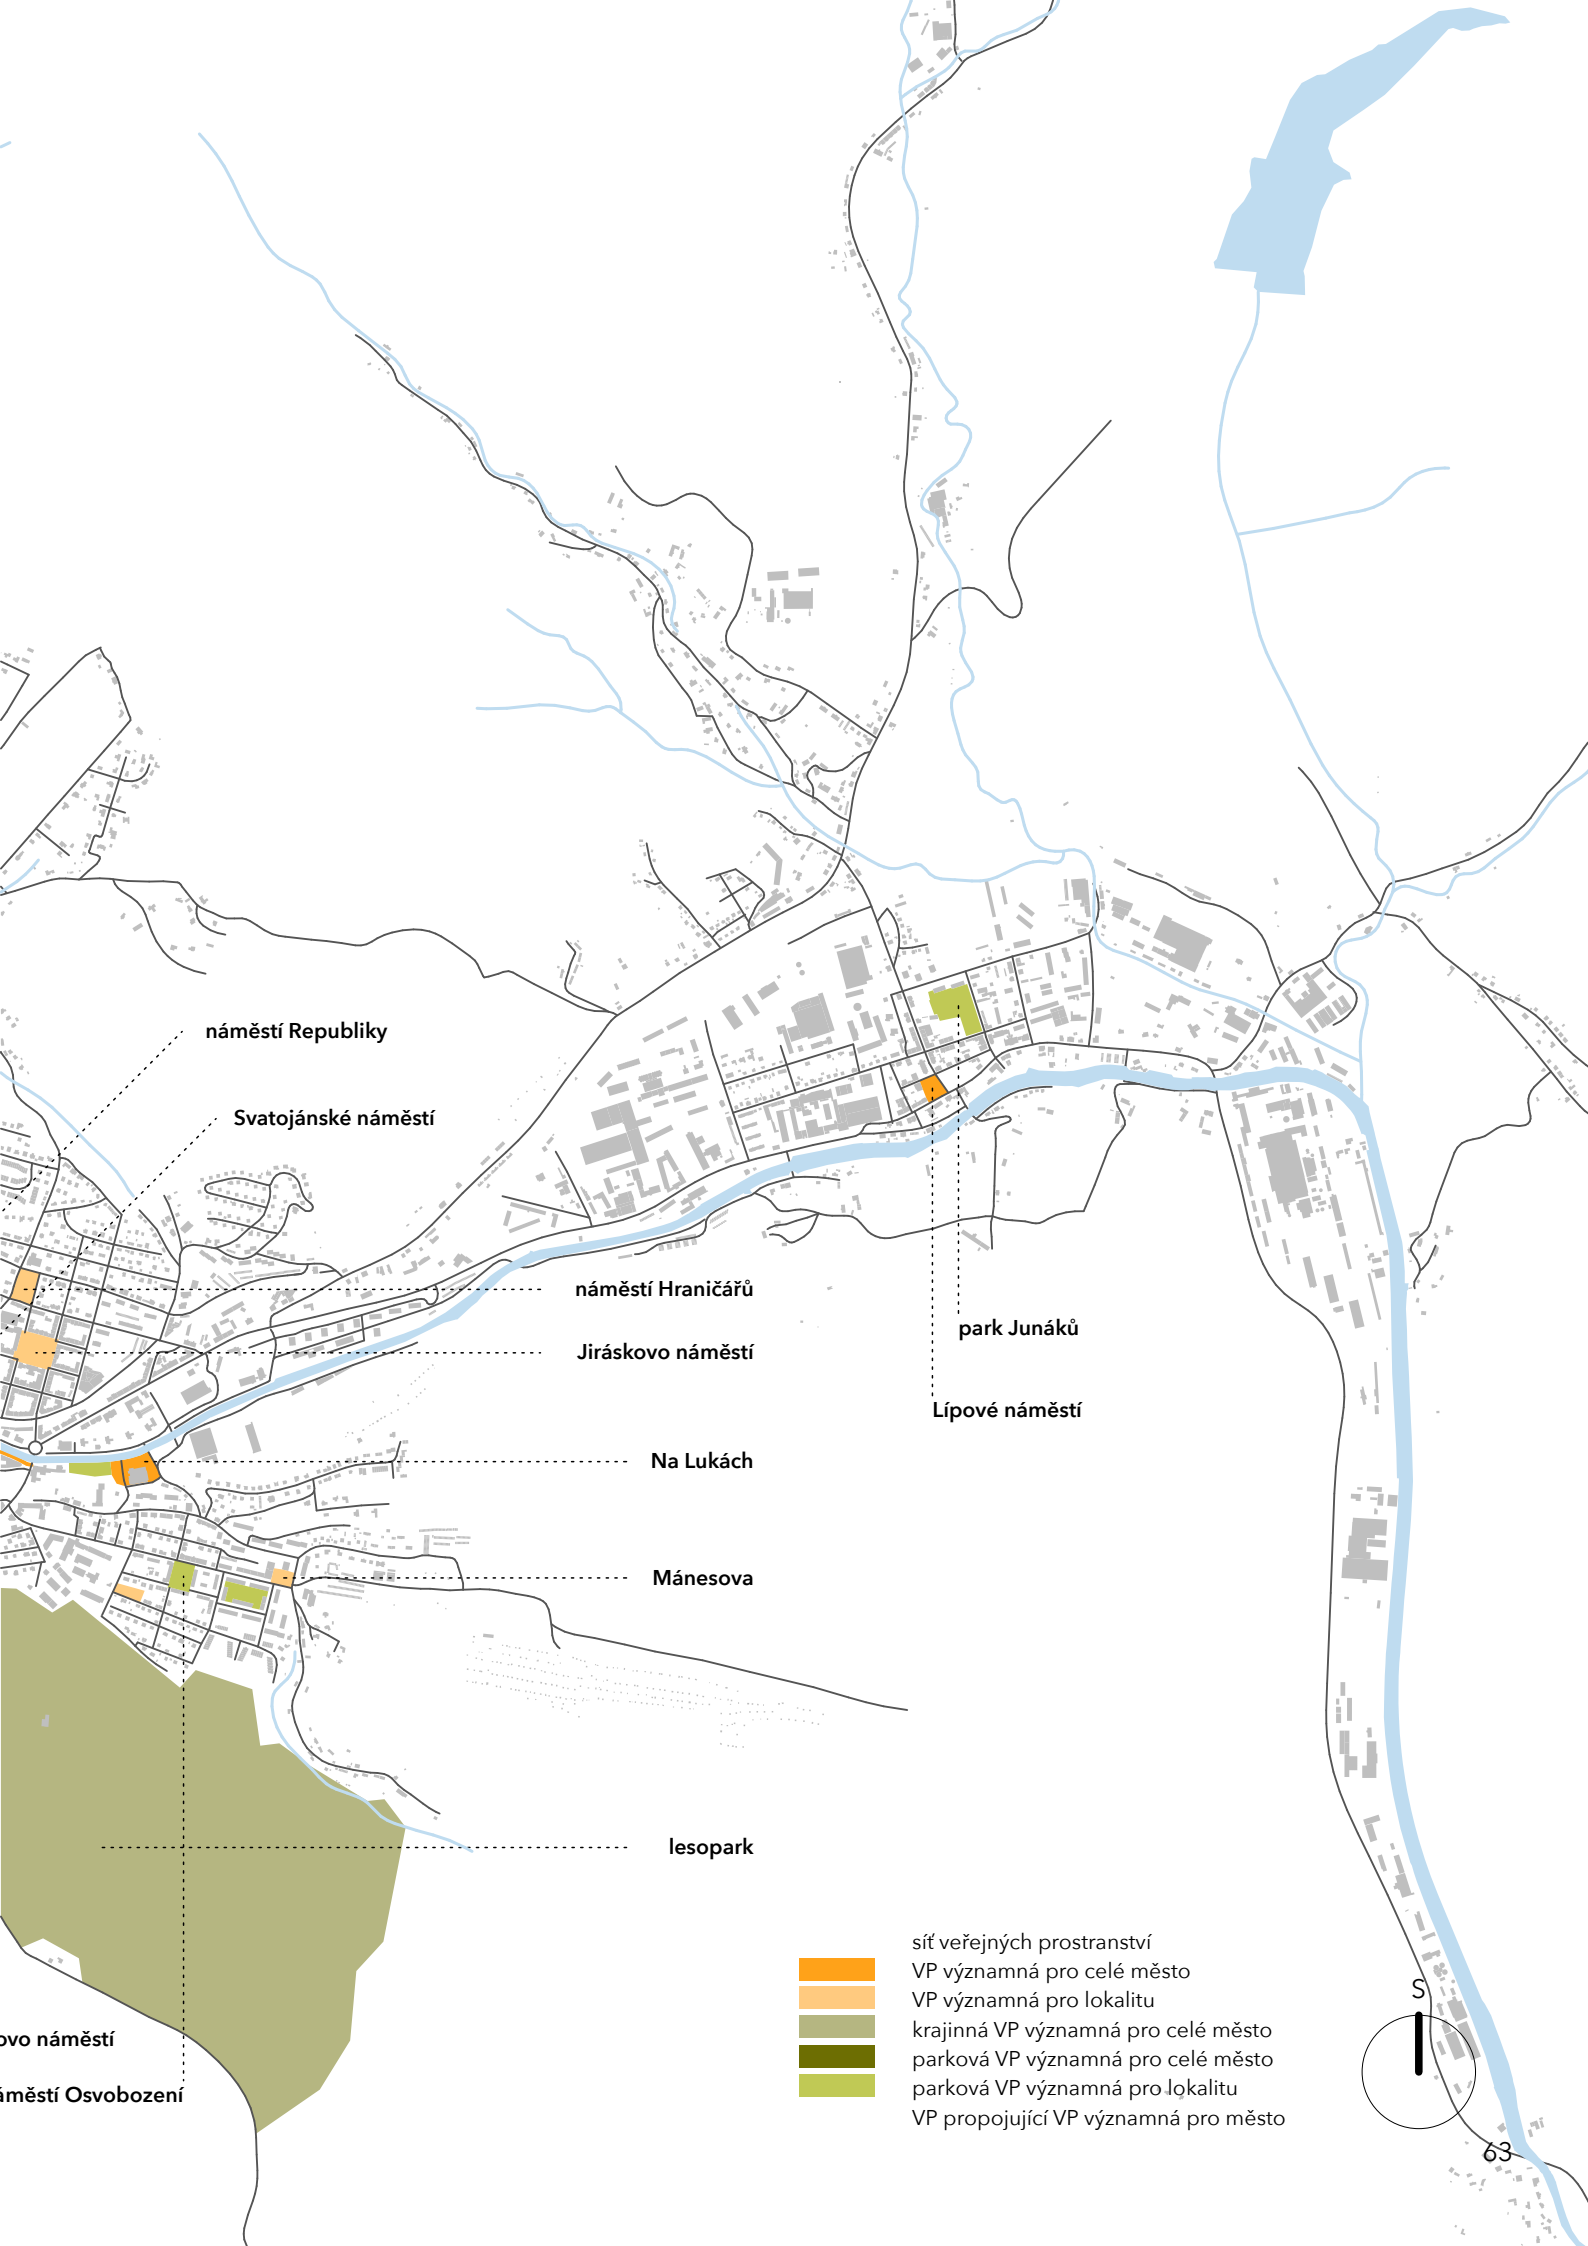 náměstí Republiky
Svatojánské náměstí
náměstí Hraničářů
park Junáků
Jiráskovo náměstí
Lípové náměstí
Na Lukách
Mánesova
lesopark
síť veřejných prostranství
VP významná pro celé město
VP významná pro lokalitu
krajinná VP významná pro celé město
parková VP významná pro celé město
parková VP významná pro lokalitu
VP propojující VP významná pro město
S
ovo náměstí
áměstí Osvobození
63